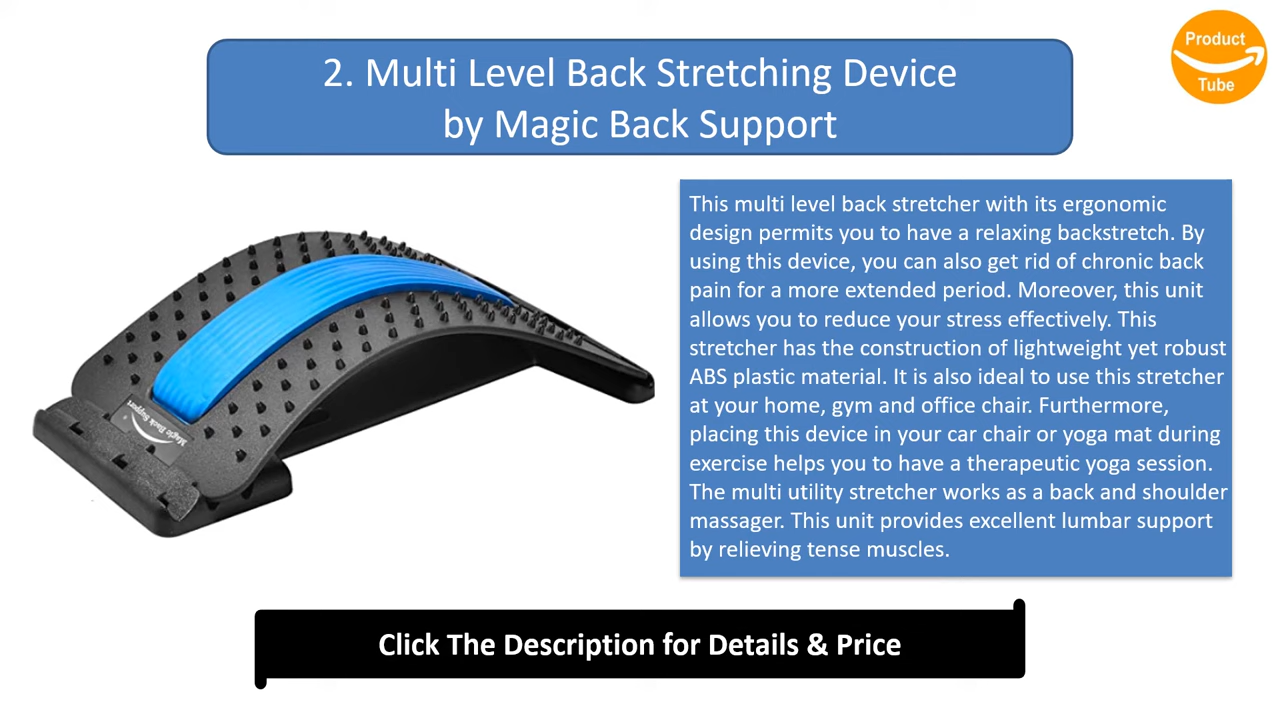 Product
Tube
2. Multi Level Back Stretching Device
by Magic Back Support
This multi level back stretcher with its ergonomic
design permits you to have a relaxing backstretch. By
using this device, you can also get rid of chronic back
pain for a more extended period. Moreover, this unit
allows you to reduce your stress effectively. This
stretcher has the construction of lightweight yet robust
ABS plastic material. It is also ideal to use this stretcher
at your home, gym and office chair. Furthermore,
placing this device in your car chair or yoga mat during
exercise helps you to have a therapeutic yoga session.
The multi utility stretcher works as a back and shoulder
massager. This unit provides excellent lumbar support
by relieving tense muscles.
Magic Back Support
Click The Description for Details & Price